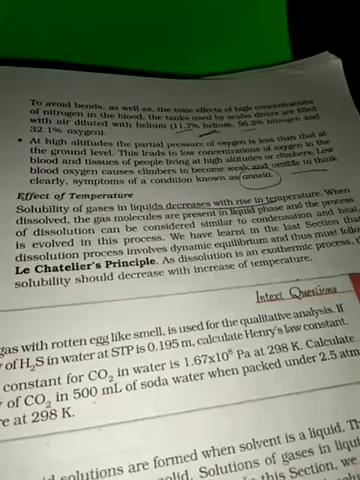 To avoid bends, as well as, the toxic effects of high concentrations
of nitrogen in the blood, the tanks used by scuba divers are filled
with air diluted with helium (11.7% helium, 56.2% nitrogen and
32.1% oxygen).
• At high altitudes the partial pressure of oxygen is less than that at
the ground level. This leads to low concentrations of oxygen in the
blood and tissues of people living at high altitudes or climbers. Low
blood oxygen causes climbers to become weak and unable to think
clearly, symptoms of a condition known as anoxia.
Effect of Temperature
Solubility of gases in liquids decreases with rise in temperature. When
dissolved, the gas molecules are present in liquid phase and the process
of dissolution can be considered similar to condensation and heat
is evolved in this process. We have learnt in the last Section that
dissolution process involves dynamic equilibrium and thus must follow
Le Chatelier's Principle. As dissolution is an exothermic process,
solubility should decrease with increase of temperature.
Intext Questions
gas with rotten egg like smell, is used for the qualitative analysis. If
of H₂S in water at STP is 0.195 m, calculate Henry's law constant.
constant for CO₂ in water is 1.67x10⁸ Pa at 298 K. Calculate
of CO₂ in 500 mL of soda water when packed under 2.5 atm
re at 298 K.
solutions are formed when solvent is a liquid.
solid. Solutions of gases in
this Section, we